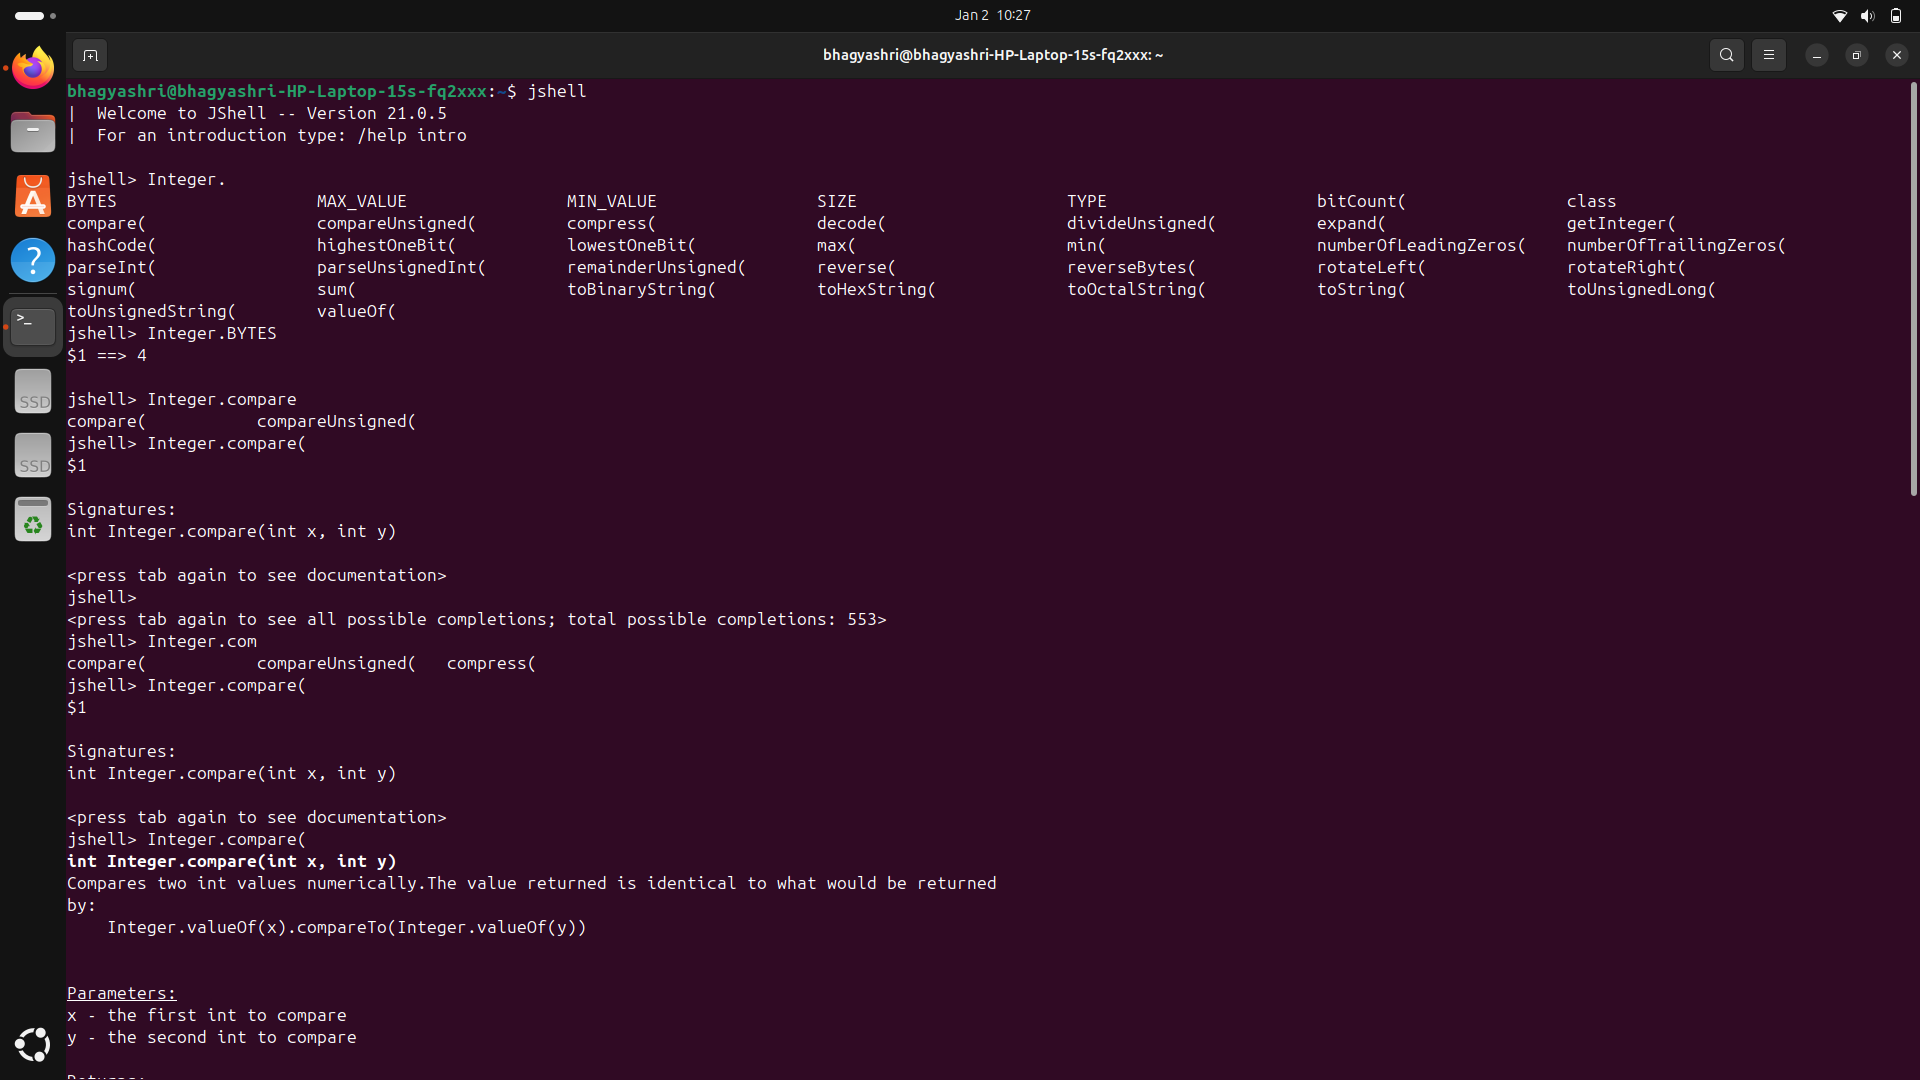 Jan 2 10:27
bhagyashri@bhagyashri-HP-Laptop-15s-fq2xxx: ~
bhagyashri@bhagyashri-HP-Laptop-15s-fq2xxx:~$ jshell
|  Welcome to JShell -- Version 21.0.5
|  For an introduction type: /help intro
jshell> Integer.
BYTES MAX_VALUE MIN_VALUE SIZE TYPE bitCount( class
compare( compareUnsigned( compress( decode( divideUnsigned( expand( getInteger(
hashCode( highestOneBit( lowestOneBit( max( min( numberOfLeadingZeros( numberOfTrailingZeros(
parseInt( parseUnsignedInt( remainderUnsigned( reverse( reverseBytes( rotateLeft( rotateRight(
signum( sum( toBinaryString( toHexString( toOctalString( toString( toUnsignedLong(
toUnsignedString( valueOf(
jshell> Integer.BYTES
$1 ==> 4
jshell> Integer.compare
compare( compareUnsigned(
jshell> Integer.compare(
$1
Signatures:
int Integer.compare(int x, int y)
<press tab again to see documentation>
jshell>
<press tab again to see all possible completions; total possible completions: 553>
jshell> Integer.com
compare( compareUnsigned( compress(
jshell> Integer.compare(
$1
Signatures:
int Integer.compare(int x, int y)
<press tab again to see documentation>
jshell> Integer.compare(
int Integer.compare(int x, int y)
Compares two int values numerically.The value returned is identical to what would be returned
by:
    Integer.valueOf(x).compareTo(Integer.valueOf(y))
Parameters:
x - the first int to compare
y - the second int to compare
SSD
SSD